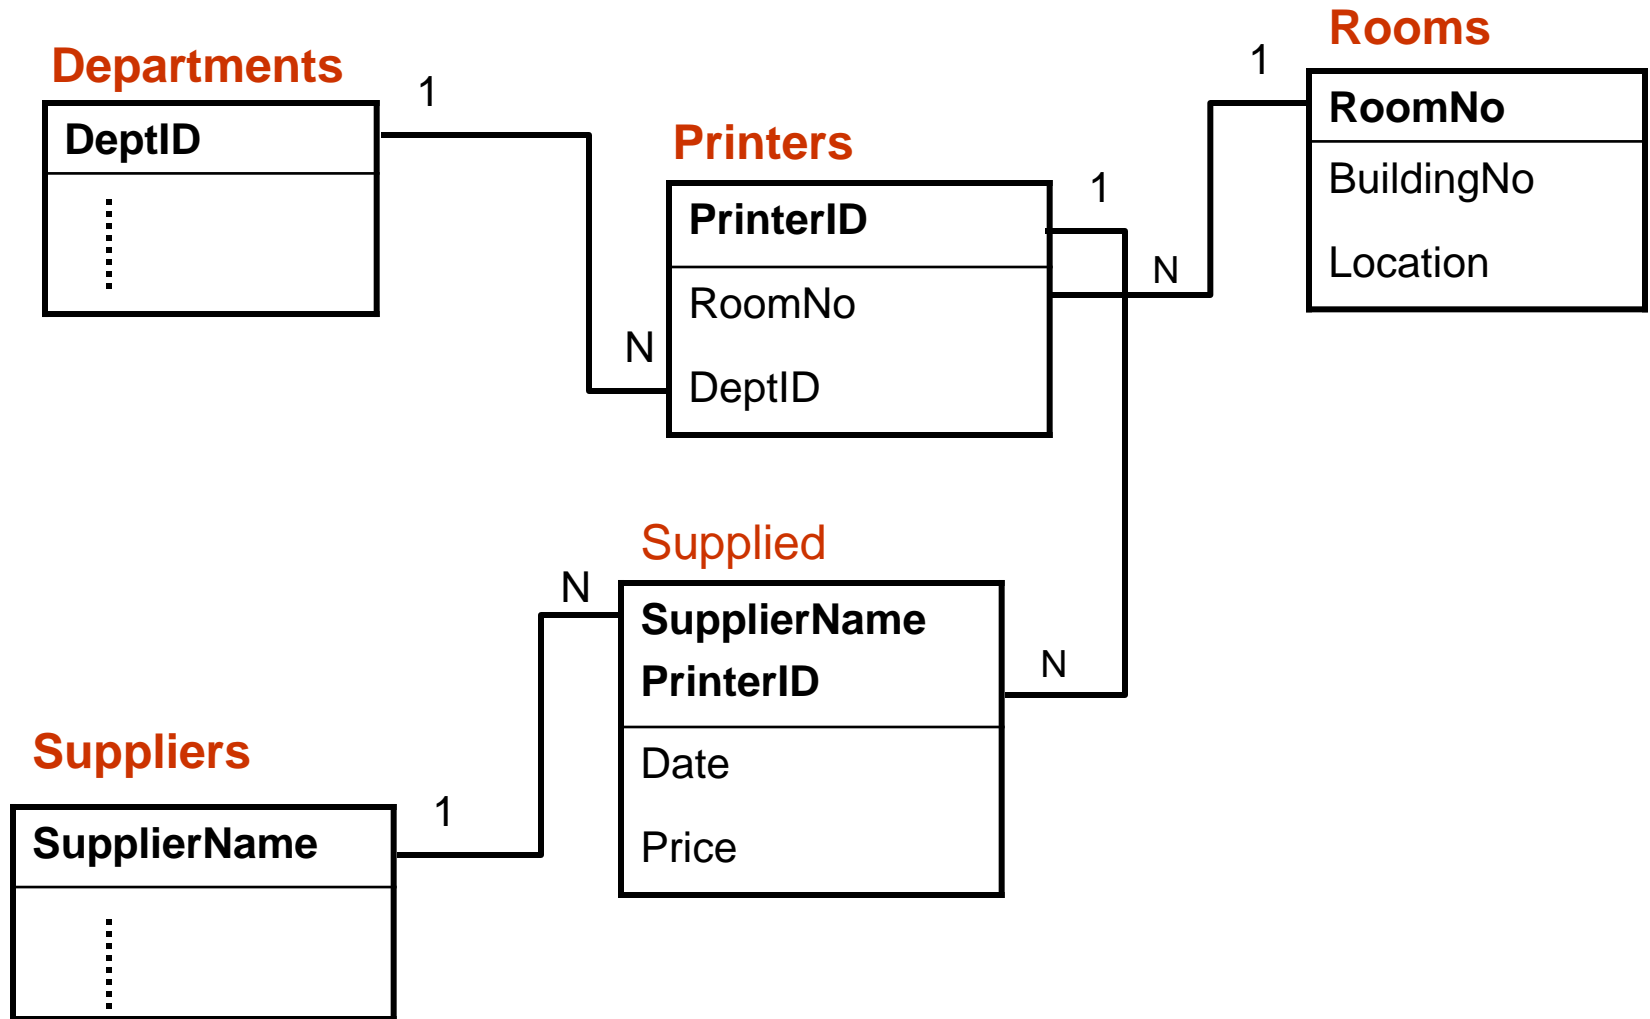 Departments
1
DeptID
Printers
PrinterID
RoomNo
DeptID
N
1
N
Rooms
1
RoomNo
BuildingNo
Location
Supplied
N
SupplierName
PrinterID
N
Date
Price
Suppliers
1
SupplierName